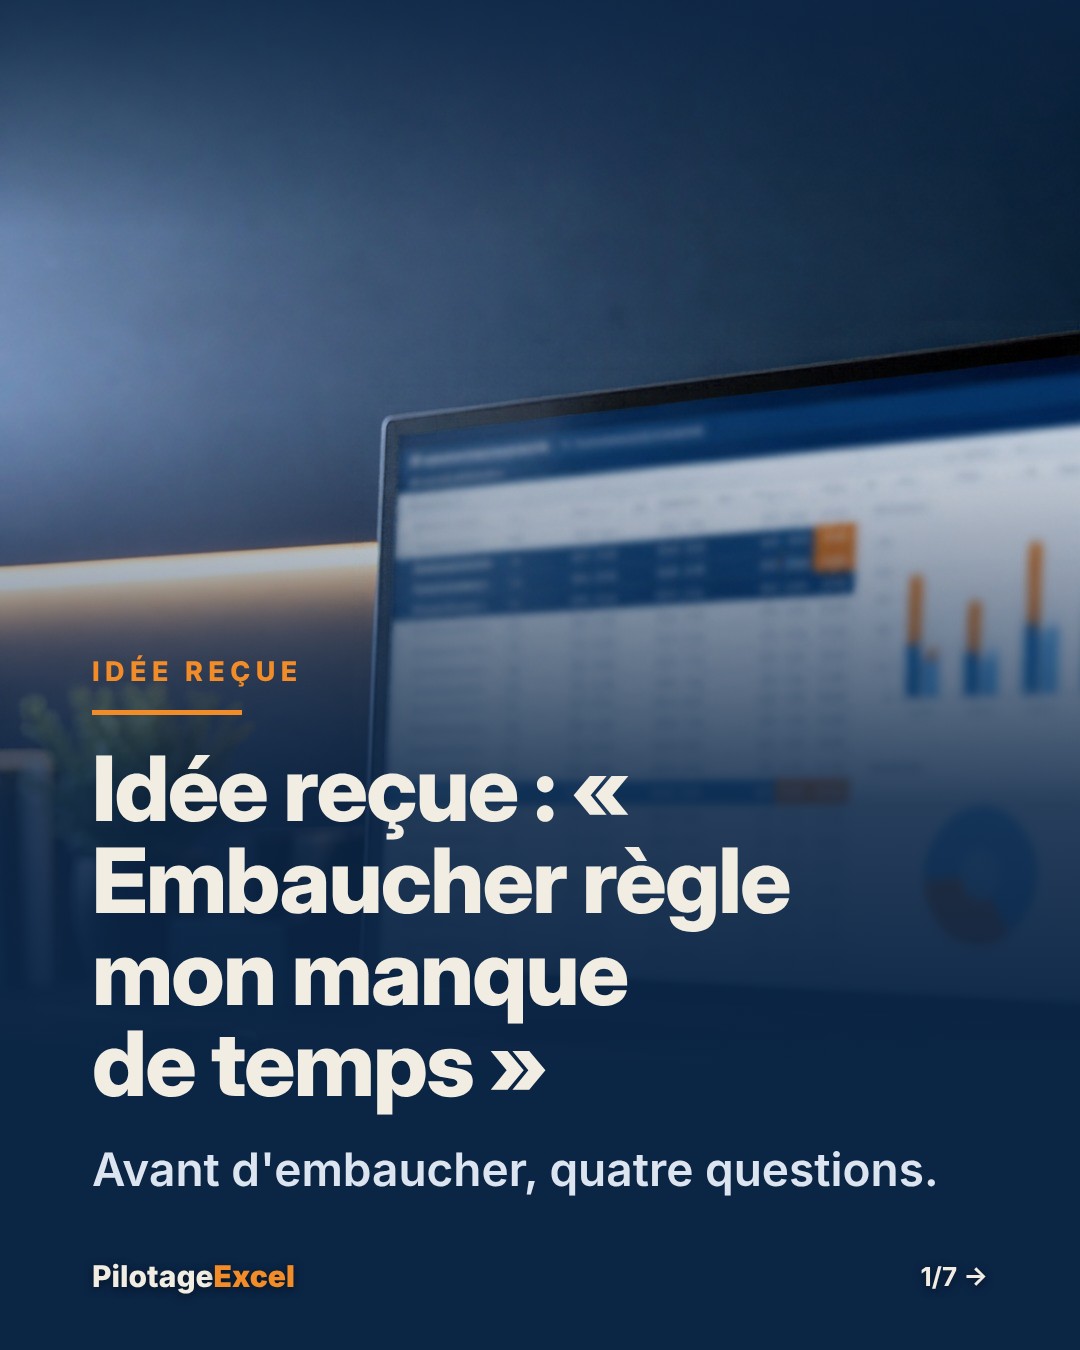 IDÉE REÇUE
Idée reçue : «
Embaucher règle
mon manque
de temps »
Avant d'embaucher, quatre questions.
PilotageExcel
1/7 →